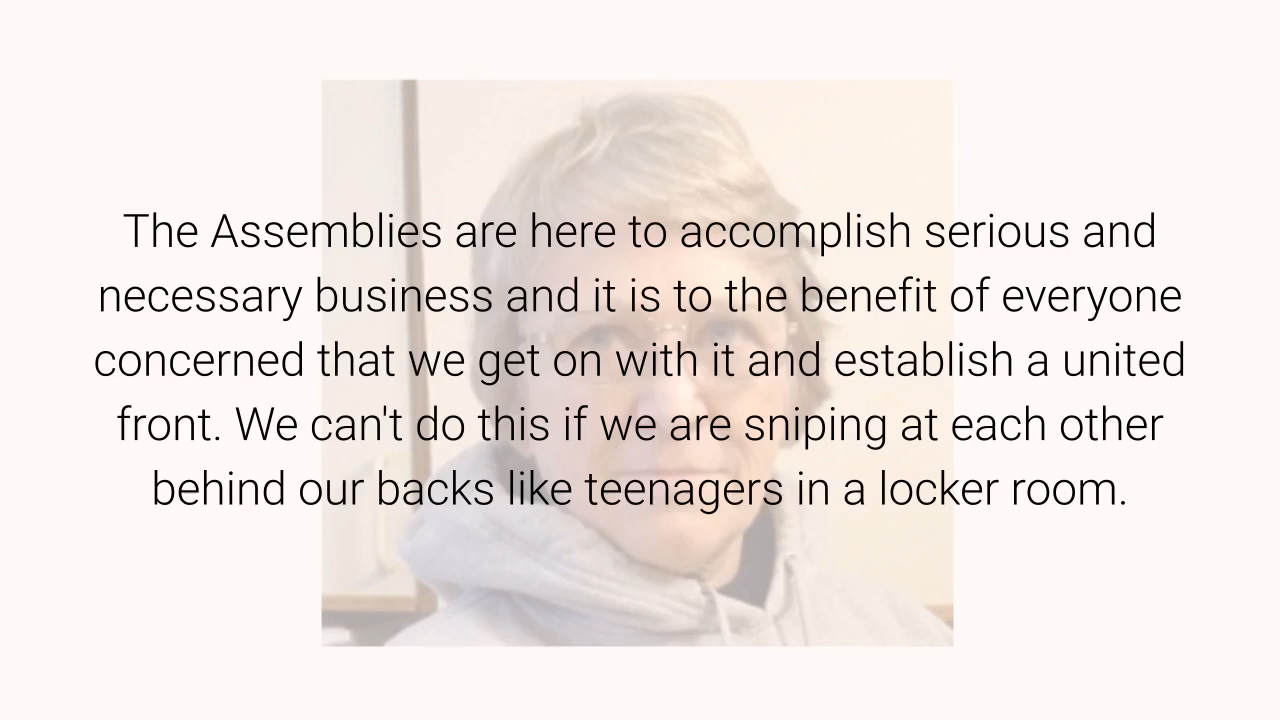 The Assemblies are here to accomplish serious and
necessary business and it is to the benefit of everyone
concerned that we get on with it and establish a united
front. We can't do this if we are sniping at each other
behind our backs like teenagers in a locker room.